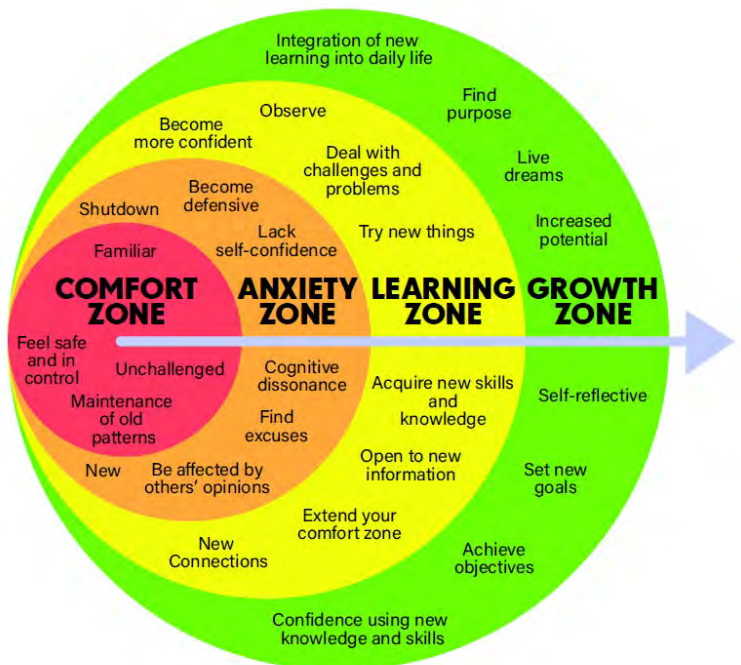 Integration of new
learning into daily life
Find
purpose
Observe
Become
more confident
Deal with
challenges and
problems
Live
dreams
Become
defensive
Shutdown
Lack
self-confidence
Try new things
Increased
potential
Familiar
COMFORT
ZONE
ANXIETY
ZONE
LEARNING
ZONE
GROWTH
ZONE
Feel safe
and in
control
Unchallenged
Maintenance
of old
patterns
Cognitive
dissonance
Find
excuses
New
Be affected by
others' opinions
Acquire new skills
and
knowledge
Open to new
information
Extend your
comfort zone
New
Connections
Self-reflective
Set new
goals
Achieve
objectives
Confidence using new
knowledge and skills